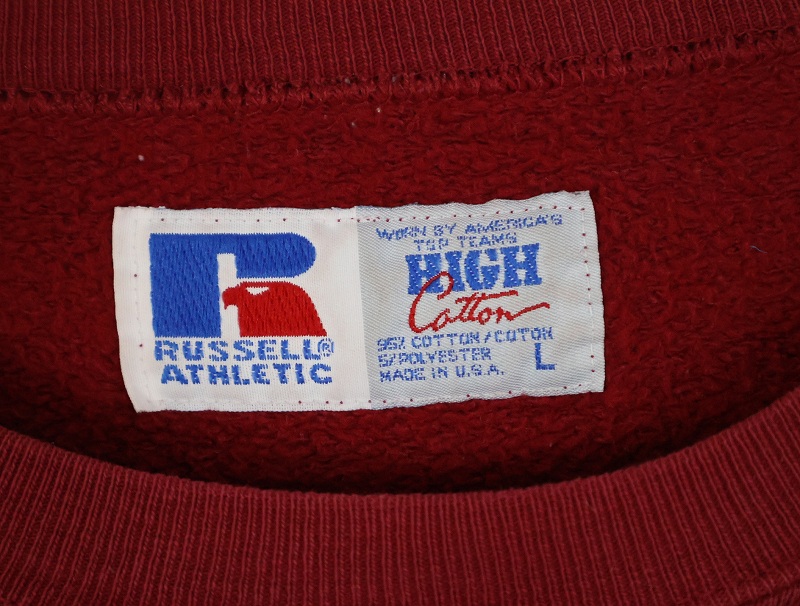 RUSSELL®
ATHLETIC
WORN BY AMERICA'S
TOP TEAMS
HIGH
Cotton
95% COTTON/COTON
5/POLYESTER
MADE IN U.S.A.
L